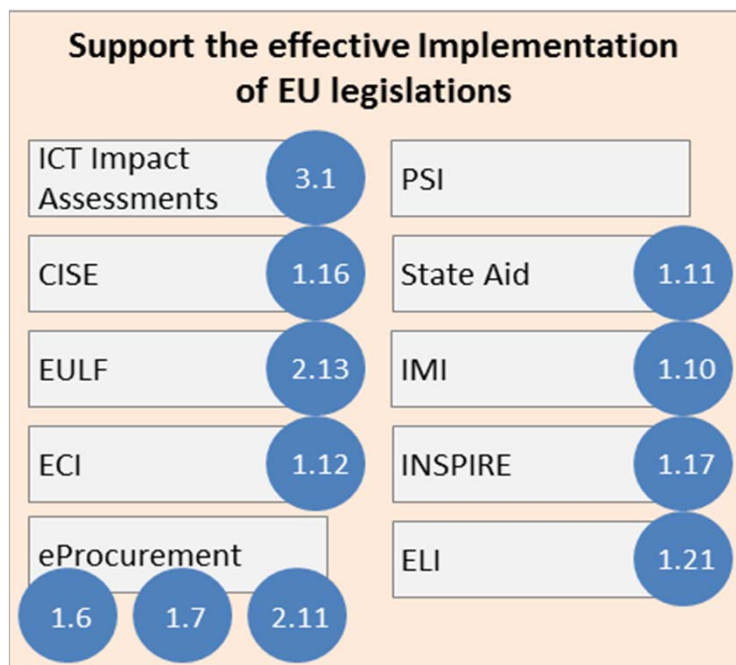 Support the effective Implementation
of EU legislations
ICT Impact
Assessments
3.1
PSI
CISE
1.16
State Aid
1.11
EULF
2.13
IMI
1.10
ECI
1.12
INSPIRE
1.17
eProcurement
1.6
1.7
2.11
ELI
1.21